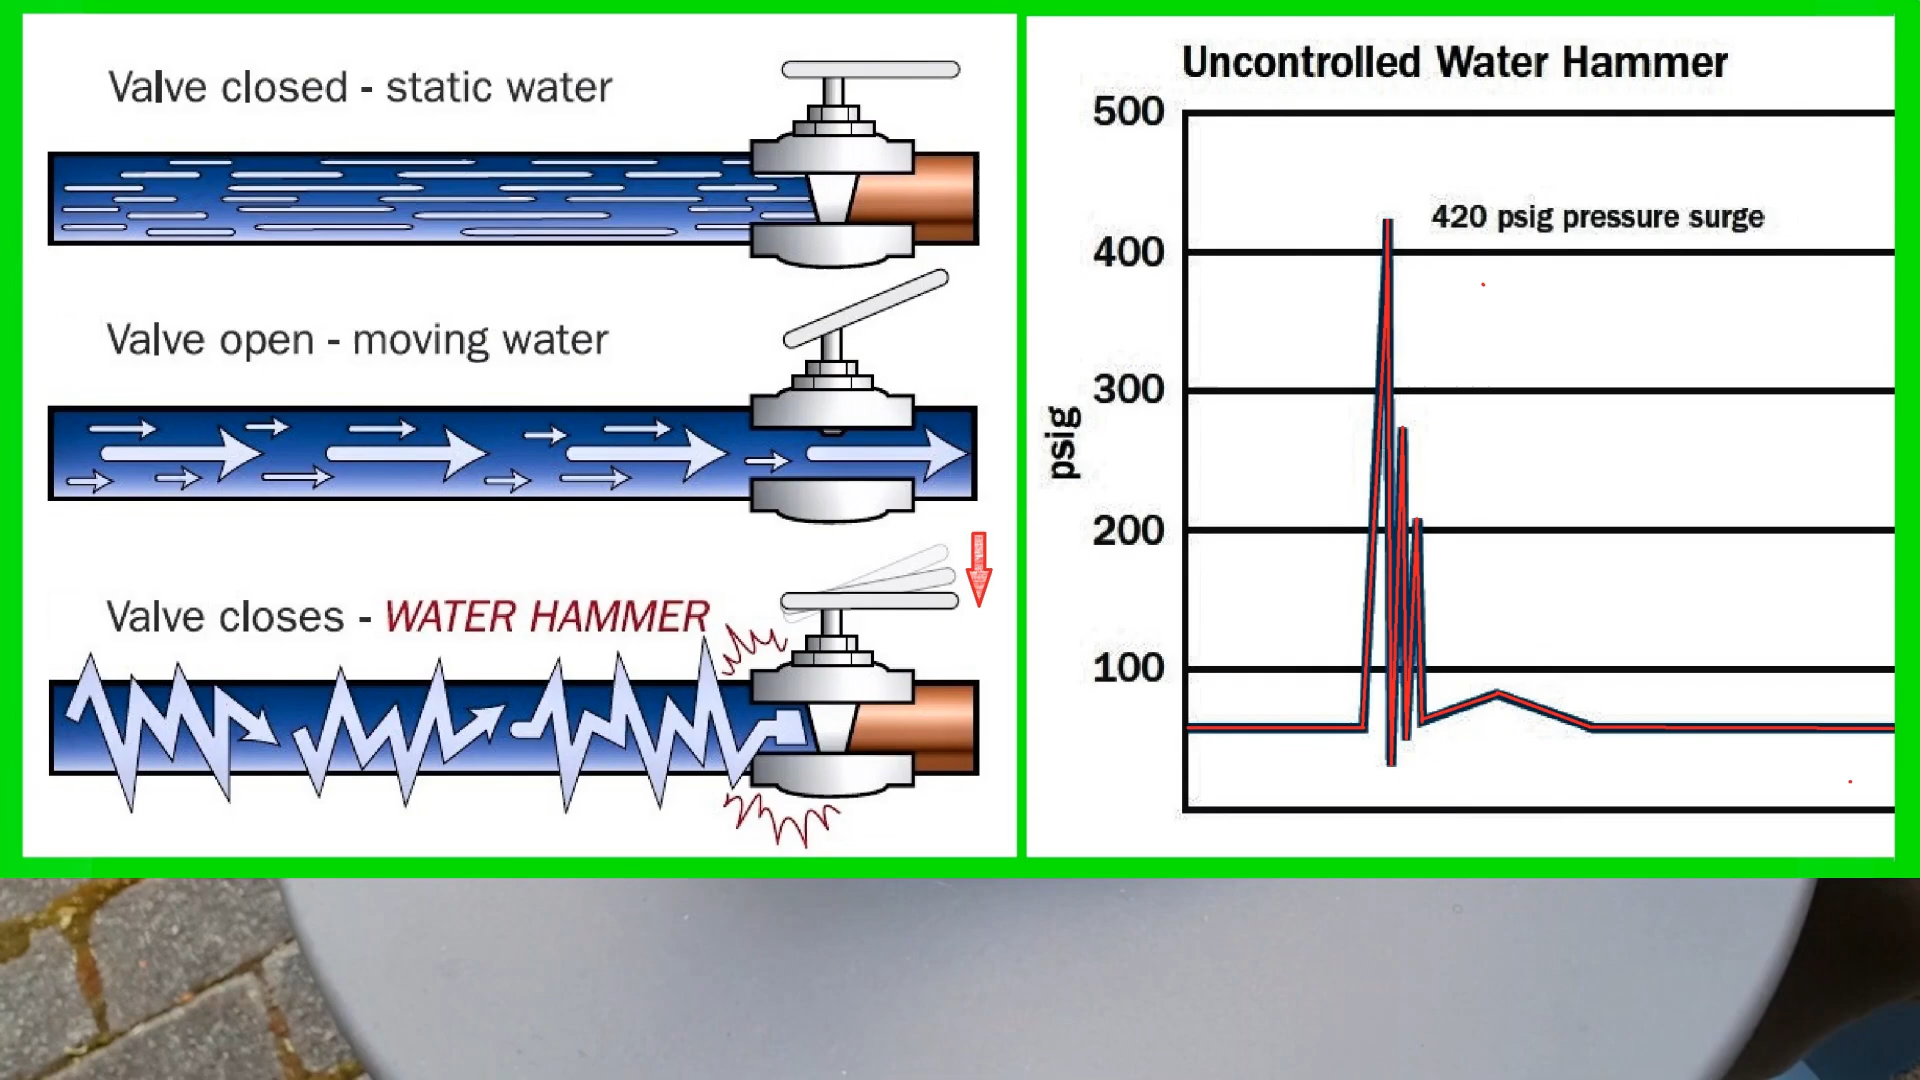 Valve closed - static water
Valve open - moving water
Valve closes - WATER HAMMER
Uncontrolled Water Hammer
500
420 psig pressure surge
400
300
psig
200
100